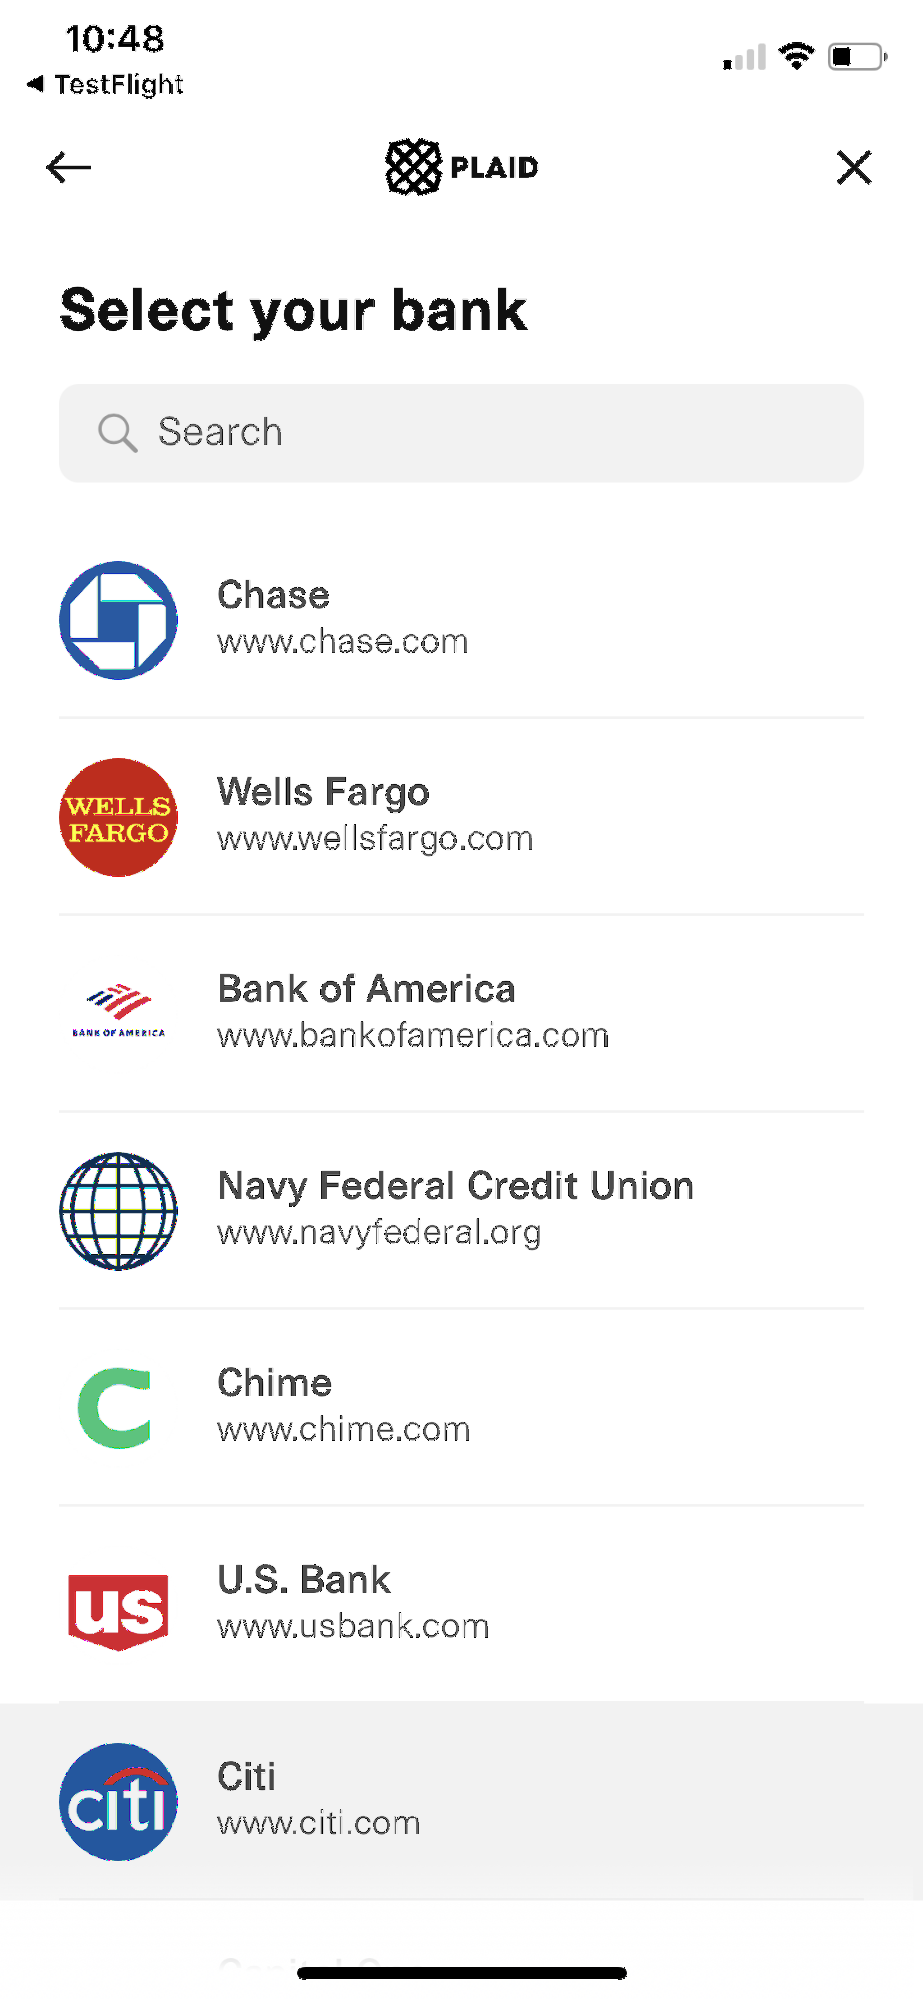 10:48
◀ TestFlight
PLAID
Select your bank
Search
Chase
www.chase.com
WELLS
FARGO
Wells Fargo
www.wellsfargo.com
BANK OF AMERICA
Bank of America
www.bankofamerica.com
Navy Federal Credit Union
www.navyfederal.org
C
Chime
www.chime.com
us
U.S. Bank
www.usbank.com
citi
Citi
www.citi.com